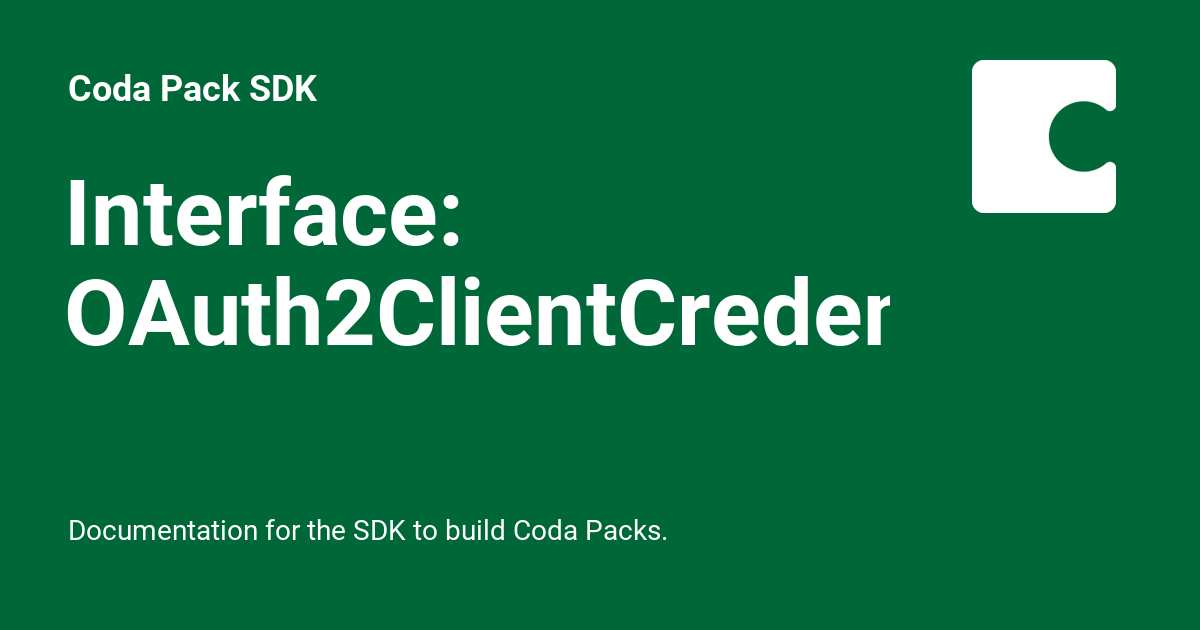 Coda Pack SDK
Interface:
OAuth2ClientCreder
Documentation for the SDK to build Coda Packs.